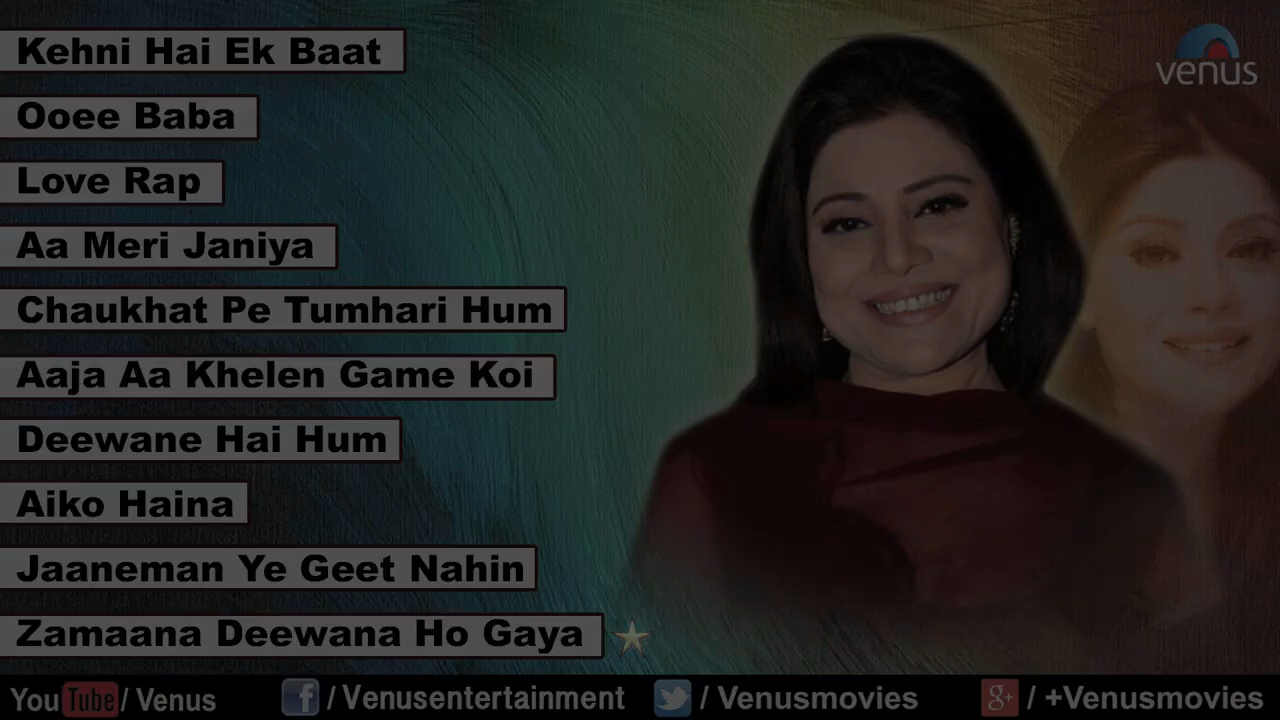 Kehni Hai Ek Baat
Ooee Baba
Love Rap
Aa Meri Janiya
Chaukhat Pe Tumhari Hum
Aaja Aa Khelen Game Koi
Deewane Hai Hum
Aiko Haina
Jaaneman Ye Geet Nahin
Zamaana Deewana Ho Gaya
venus
You Tube / Venus f / Venusentertainment / Venusmovies g+ / +Venusmovies